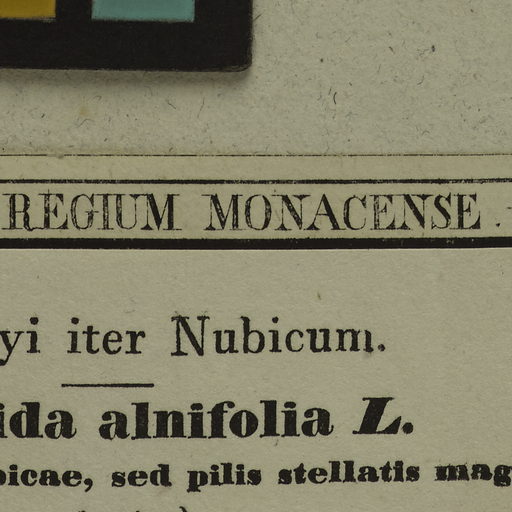 REGIUM MONACENSE.
yi iter Nubicum.
ida alnifolia L.
bicae, sed pilis stellatis mag